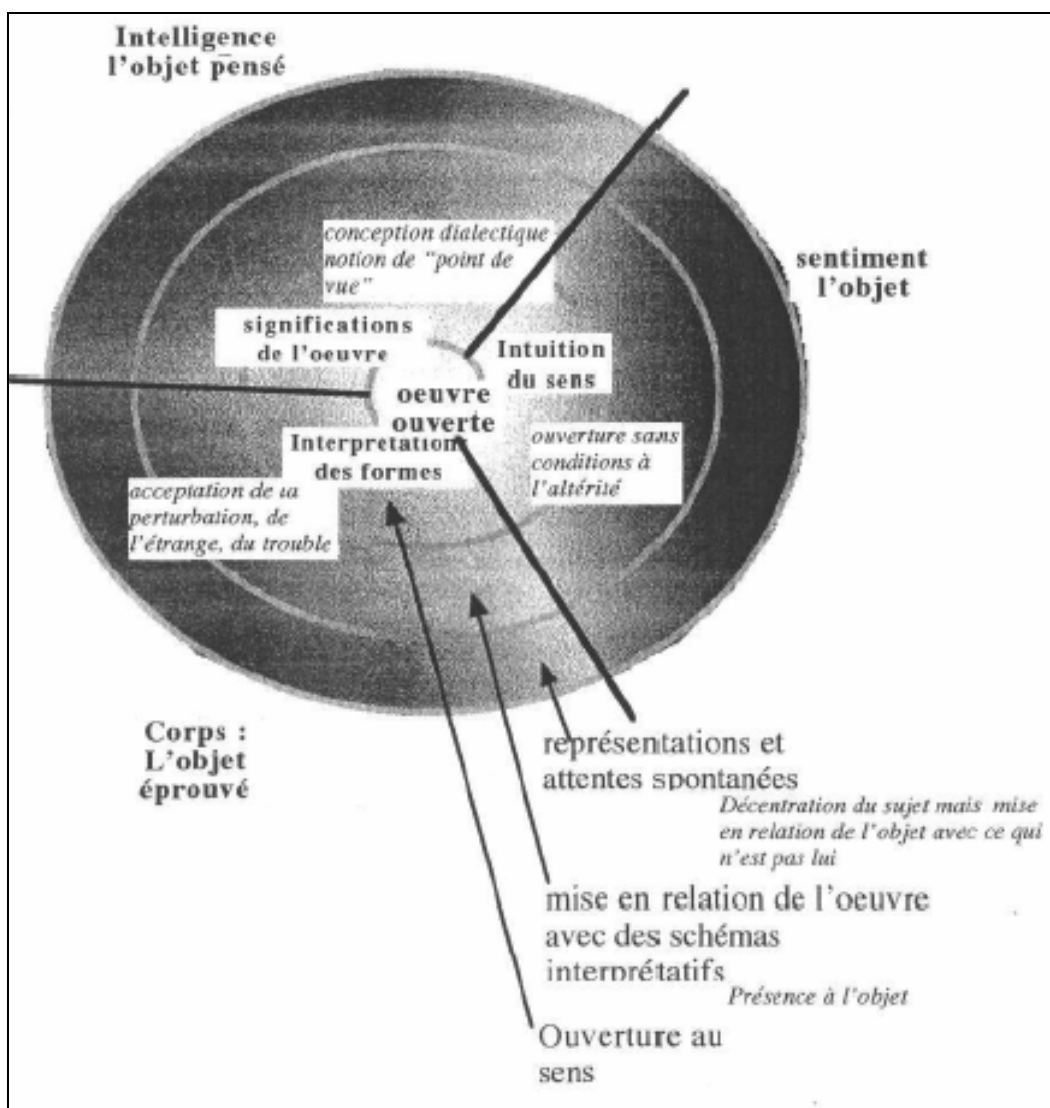 Intelligence
l'objet pensé
sentiment
l'objet
conception dialectique
notion de "point de
vue"
significations
de l'oeuvre
Intuition
du sens
oeuvre
ouverte
Interpretations
des formes
ouverture sans
conditions à
l'altérité
acceptation de la
perturbation, de
l'étrange, du trouble
Corps :
L'objet
éprouvé
représentations et
attentes spontanées
Décentration du sujet mais mise
en relation de l'objet avec ce qui
n'est pas lui
mise en relation de l'oeuvre
avec des schémas
interprétatifs
Présence à l'objet
Ouverture au
sens